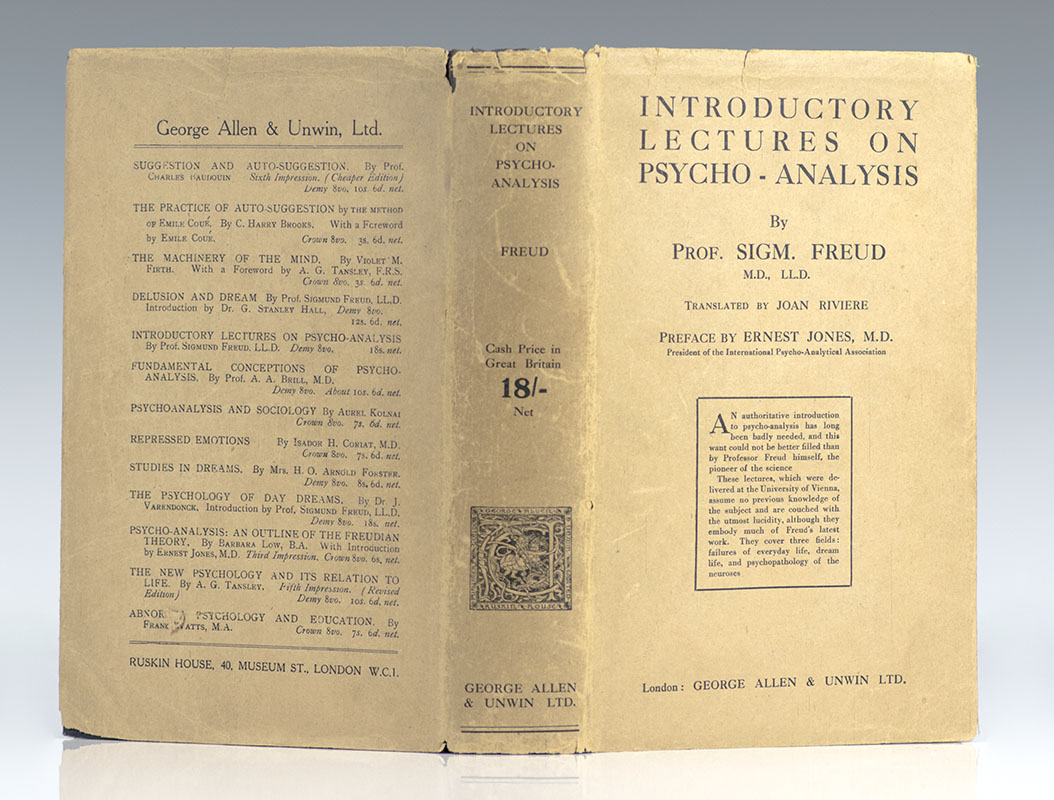 George Allen & Unwin, Ltd.
SUGGESTION AND AUTO-SUGGESTION. By Prof.
CHARLES BAUDOUIN Sixth Impression. (Cheaper Edition)
Demy 8vo. 10s. 6d. net.
THE PRACTICE OF AUTO-SUGGESTION BY THE METHOD
OF EMILE COUÉ. By C. HARRY BROOKS. With a Foreword
by EMILE COUÉ. Crown 8vo. 3s. 6d. net.
THE MACHINERY OF THE MIND. By VIOLET M.
FIRTH. With a Foreword by A. G. TANSLEY, F.R.S.
Crown 8vo. 3s. 6d. net.
DELUSION AND DREAM By Prof. SIGMUND FREUD, LL.D.
Introduction by Dr. G. STANLEY HALL, Demy 8vo.
12s. 6d. net.
INTRODUCTORY LECTURES ON PSYCHO-ANALYSIS
By Prof. SIGMUND FREUD, LL.D. Demy 8vo. 18s. net.
FUNDAMENTAL CONCEPTIONS OF PSYCHO-
ANALYSIS. By Prof. A. A. BRILL, M.D.
Demy 8vo. About 10s. 6d. net.
PSYCHOANALYSIS AND SOCIOLOGY By AUREL KOLNAI
Crown 8vo. 7s. 6d. net.
REPRESSED EMOTIONS By ISADOR H. CORIAT, M.D.
Crown 8vo. 7s. 6d. net.
STUDIES IN DREAMS. By Mrs. H. O. ARNOLD FORSTER.
Demy 8vo. 8s. 6d. net.
THE PSYCHOLOGY OF DAY DREAMS. By Dr. J.
VARENDONCK. Introduction by Prof. SIGMUND FREUD, LL.D.
Demy 8vo. 18s. net.
PSYCHO-ANALYSIS: AN OUTLINE OF THE FREUDIAN
THEORY. By BARBARA LOW, B.A. With Introduction
by ERNEST JONES, M.D. Third Impression. Crown 8vo. 6s. net.
THE NEW PSYCHOLOGY AND ITS RELATION TO
LIFE. By A. G. TANSLEY. Fifth Impression. (Revised
Edition) Demy 8vo. 10s. 6d. net.
PSYCHOLOGY AND EDUCATION. By
FRANK WATTS, M.A. Crown 8vo. 7s. 6d. net.
RUSKIN HOUSE, 40, MUSEUM ST., LONDON W.C.1.
INTRODUCTORY
LECTURES
ON
PSYCHO-
ANALYSIS
FREUD
Cash Price in
Great Britain
18/-
Net
GEORGE ALLEN
RUSKIN HOUSE
GEORGE ALLEN
& UNWIN LTD.
INTRODUCTORY
LECTURES ON
PSYCHO - ANALYSIS
By
PROF. SIGM. FREUD
M.D., LL.D.
TRANSLATED BY JOAN RIVIERE
PREFACE BY ERNEST JONES, M.D.
President of the International Psycho-Analytical Association
AN authoritative introduction
to psycho-analysis has long
been badly needed, and this
want could not be better filled than
by Professor Freud himself, the
pioneer of the science
These lectures, which were de-
livered at the University of Vienna,
assume no previous knowledge of
the subject and are couched with
the utmost lucidity, although they
embody much of Freud's latest
work. They cover three fields:
failures of everyday life, dream
life, and psychopathology of the
neuroses
London: GEORGE ALLEN & UNWIN LTD.